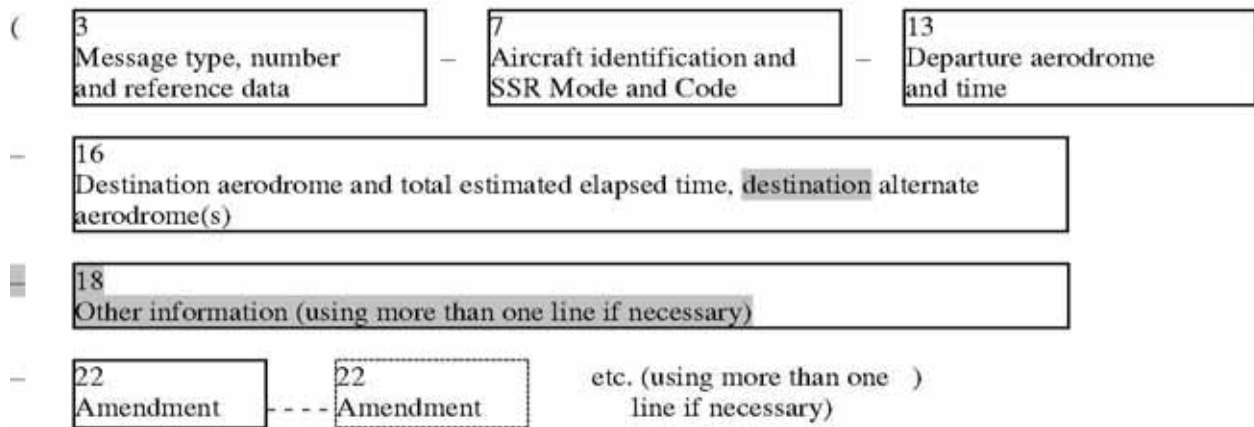 ( 3 7 13
Message type, number – Aircraft identification and – Departure aerodrome
and reference data SSR Mode and Code and time
– 16
Destination aerodrome and total estimated elapsed time, destination alternate
aerodrome(s)
– 18
Other information (using more than one line if necessary)
– 22 22 etc. (using more than one )
Amendment - - - - Amendment line if necessary)